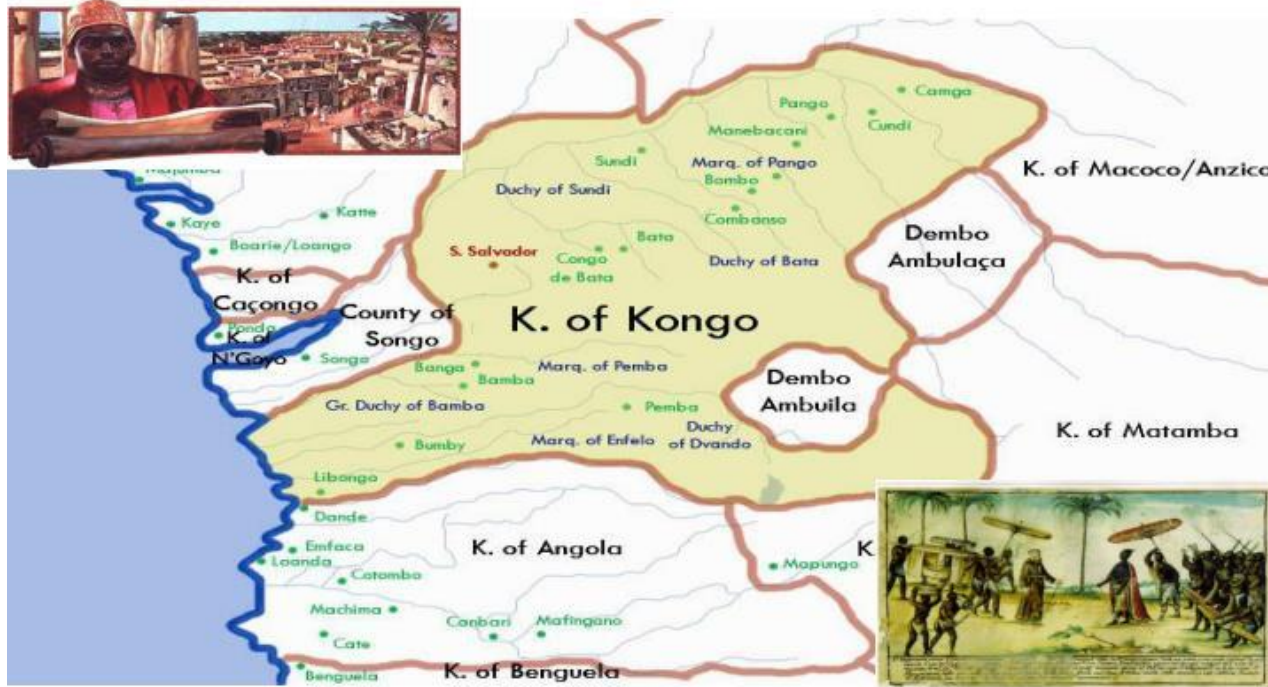 Camga
Pango
Cundi
Manebacani
Sundi
Marq. of Pango
K. of Macoco/Anzico
Majumba
Duchy of Sundi
Bombo
Katte
Kaye
Combanso
Boarie/Loango
Bata
Dembo
Ambulaça
S. Salvador
Congo
de Bata
Duchy of Bata
K. of
Caçongo
County of
Songo
K. of Kongo
Ponda
K. of
N'Goyo
Songo
Banga
Marq. of Pemba
Bamba
Dembo
Ambuila
Gr. Duchy of Bamba
Pemba
Duchy
of Dvando
K. of Matamba
Bumby
Marq. of Enfelo
Libongo
Dande
Emfaca
K. of Angola
K
Loanda
Mapungo
Catombo
Machima
Canbari
Mafingano
Cate
K. of Benguela
Benguela